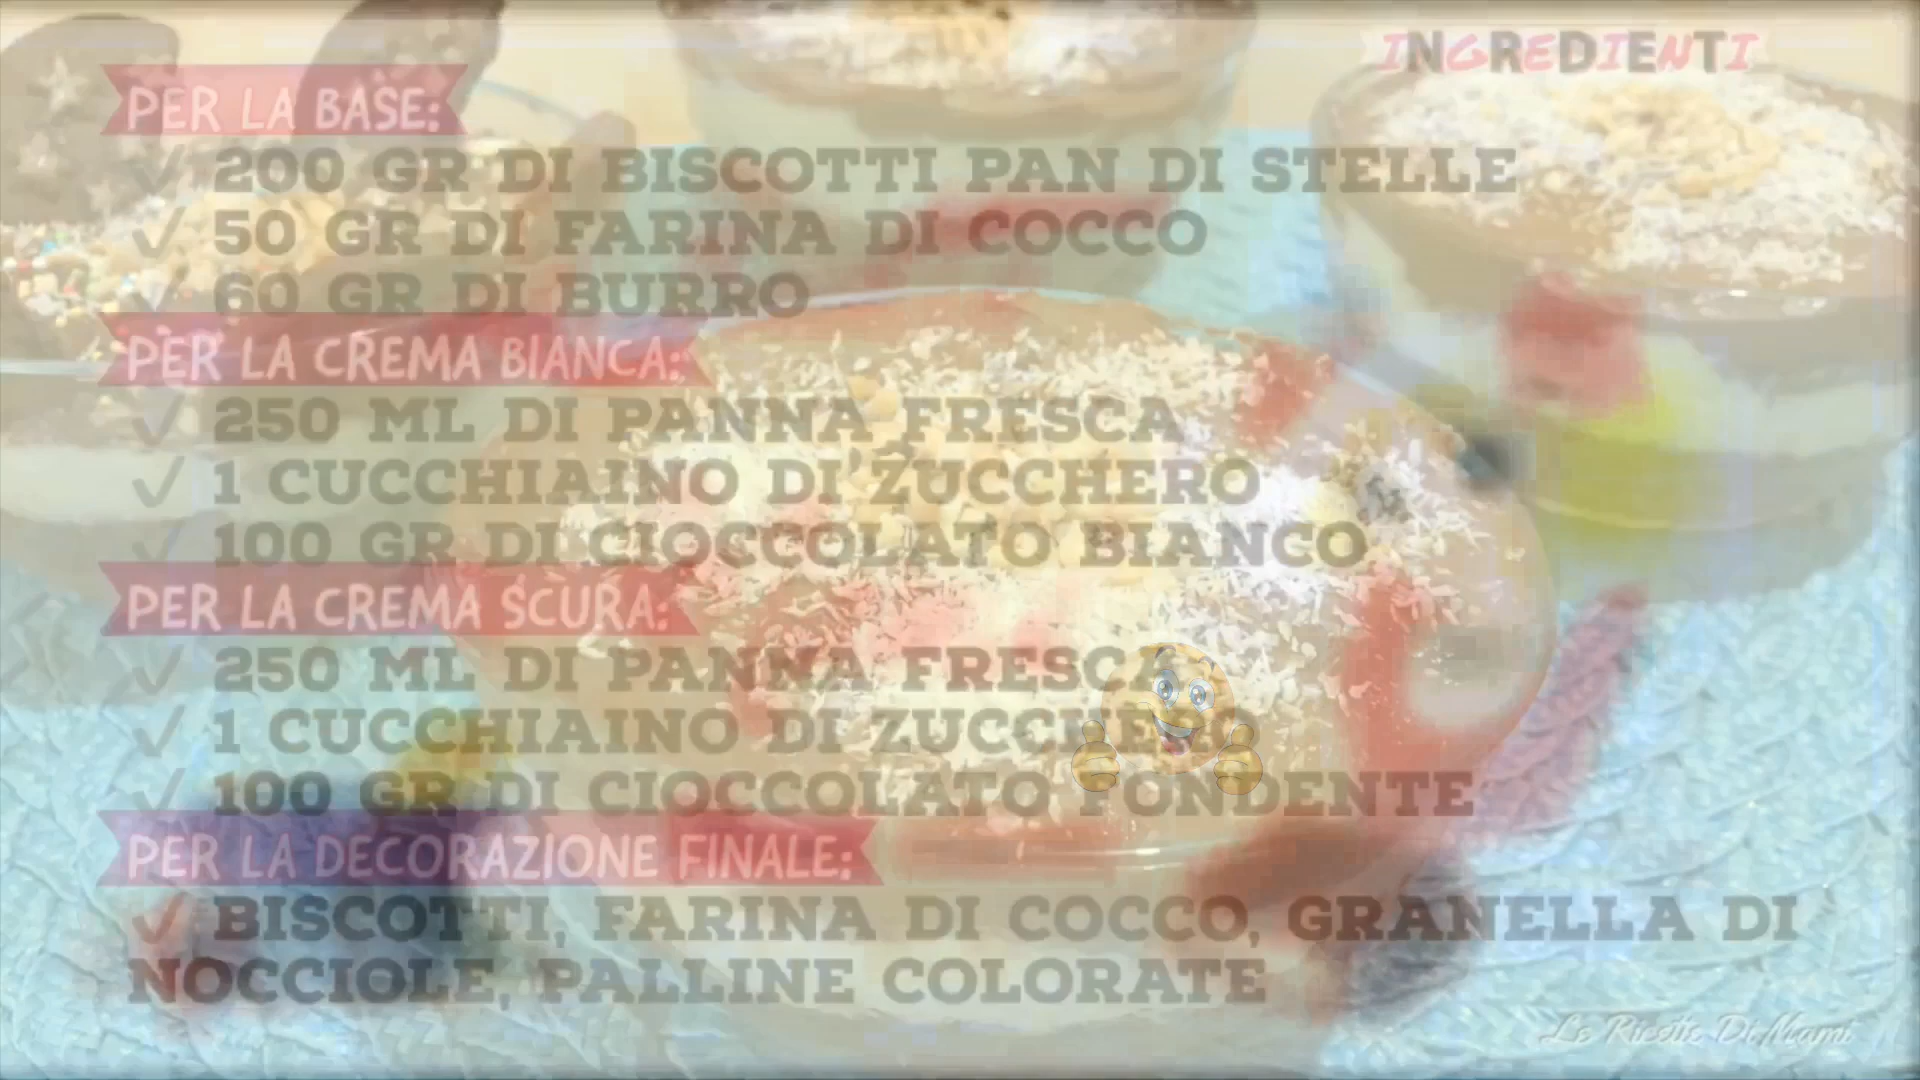 INGREDIENTI
PER LA BASE:
✓ 200 GR DI BISCOTTI PAN DI STELLE
✓ 50 GR DI FARINA DI COCCO
✓ 60 GR DI BURRO
PER LA CREMA BIANCA:
✓ 250 ML DI PANNA FRESCA
✓ 1 CUCCHIAINO DI ZUCCHERO
✓ 100 GR DI CIOCCOLATO BIANCO
PER LA CREMA SCURA:
✓ 250 ML DI PANNA FRESCA
✓ 1 CUCCHIAINO DI ZUCCHERO
✓ 100 GR DI CIOCCOLATO FONDENTE
PER LA DECORAZIONE FINALE:
✓ BISCOTTI, FARINA DI COCCO, GRANELLA DI
NOCCIOLE, PALLINE COLORATE
Le Ricette Di Mami